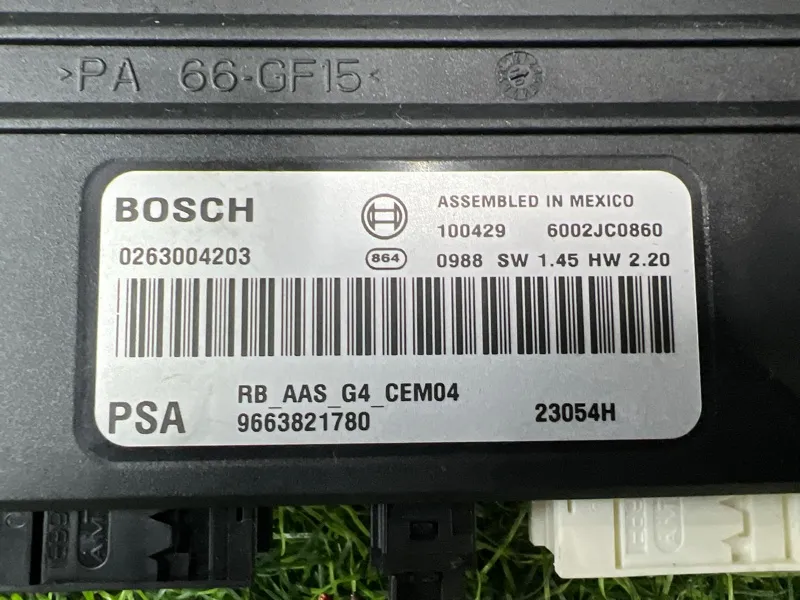 >PA 66-GF15<
BOSCH
ASSEMBLED IN MEXICO
100429 6002JC0860
0263004203
864
0988 SW 1.45 HW 2.20
PSA
RB_AAS_G4_CEM04
9663821780
23054H